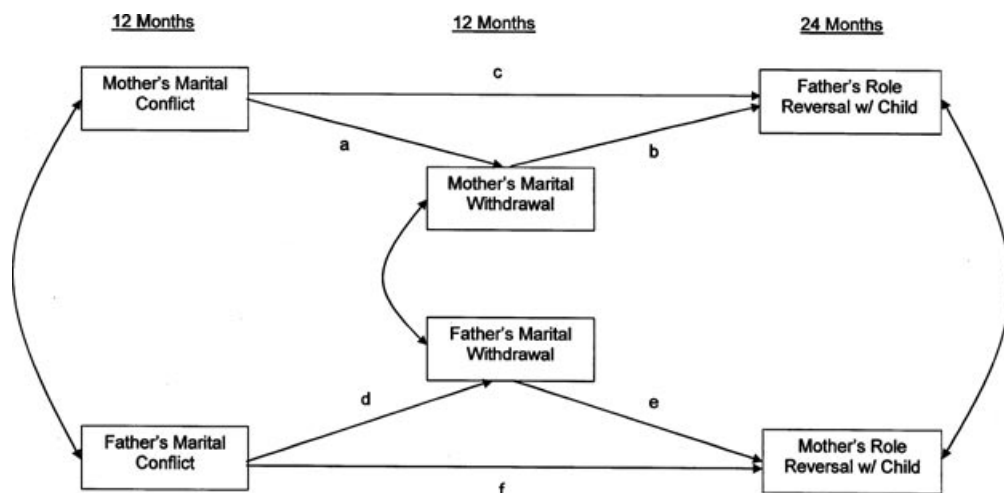 12 Months
12 Months
24 Months
Mother's Marital
Conflict
c
Father's Role
Reversal w/ Child
a
b
Mother's Marital
Withdrawal
Father's Marital
Withdrawal
d
e
Father's Marital
Conflict
Mother's Role
Reversal w/ Child
f